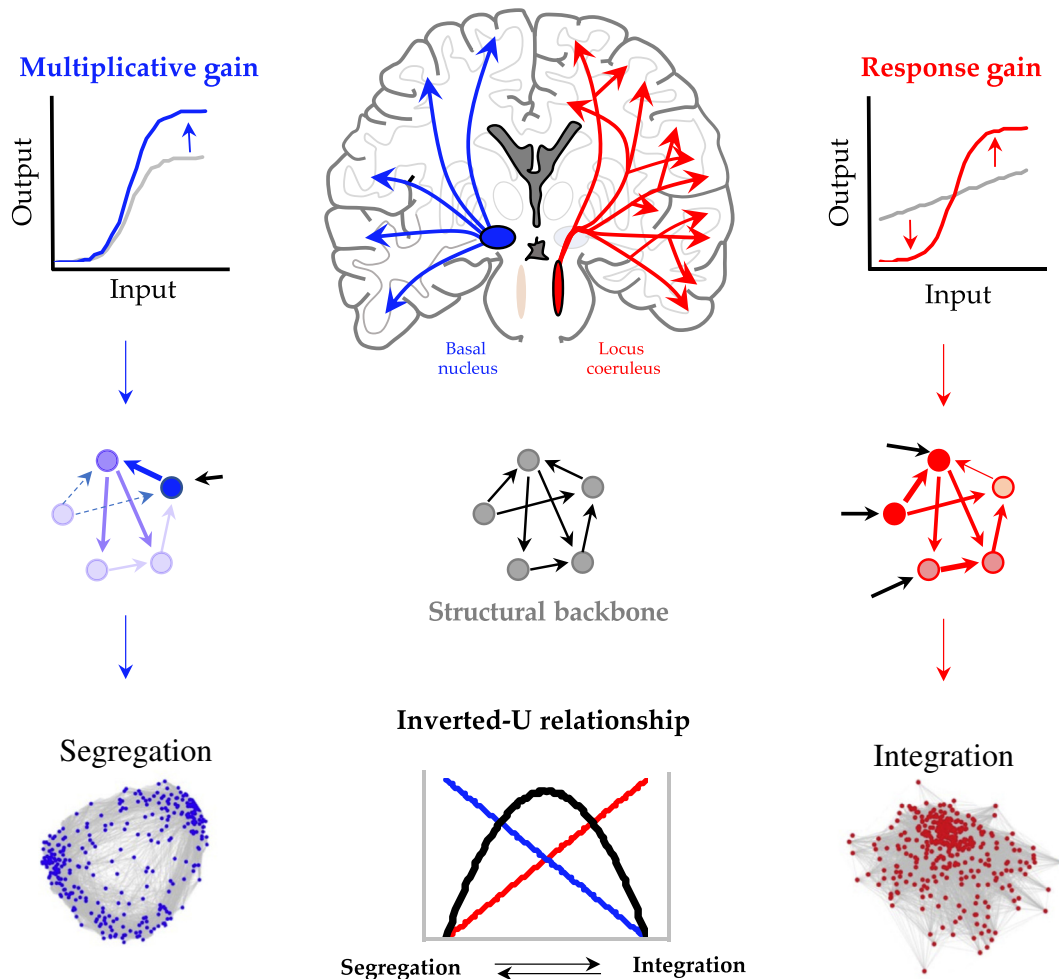 Multiplicative gain
Output
Input
Response gain
Output
Input
Basal
nucleus
Locus
coeruleus
Structural backbone
Segregation
Inverted-U relationship
Segregation
Integration
Integration